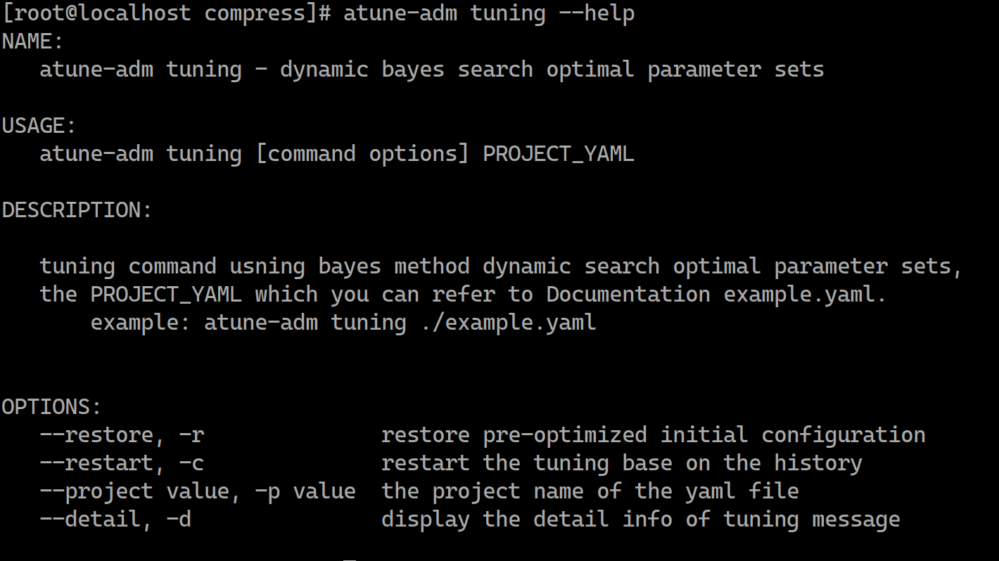 [root@localhost compress]# atune-adm tuning --help
NAME:
   atune-adm tuning - dynamic bayes search optimal parameter sets
USAGE:
   atune-adm tuning [command options] PROJECT_YAML
DESCRIPTION:
   tuning command usning bayes method dynamic search optimal parameter sets,
   the PROJECT_YAML which you can refer to Documentation example.yaml.
       example: atune-adm tuning ./example.yaml
OPTIONS:
   --restore, -r              restore pre-optimized initial configuration
   --restart, -c              restart the tuning base on the history
   --project value, -p value  the project name of the yaml file
   --detail, -d               display the detail info of tuning message